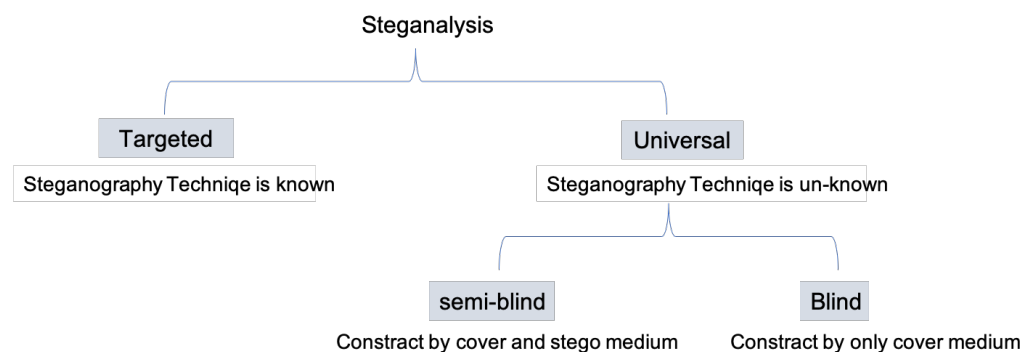 Steganalysis
Targeted
Universal
Steganography Techniqe is known
Steganography Techniqe is un-known
semi-blind
Blind
Constract by cover and stego medium
Constract by only cover medium